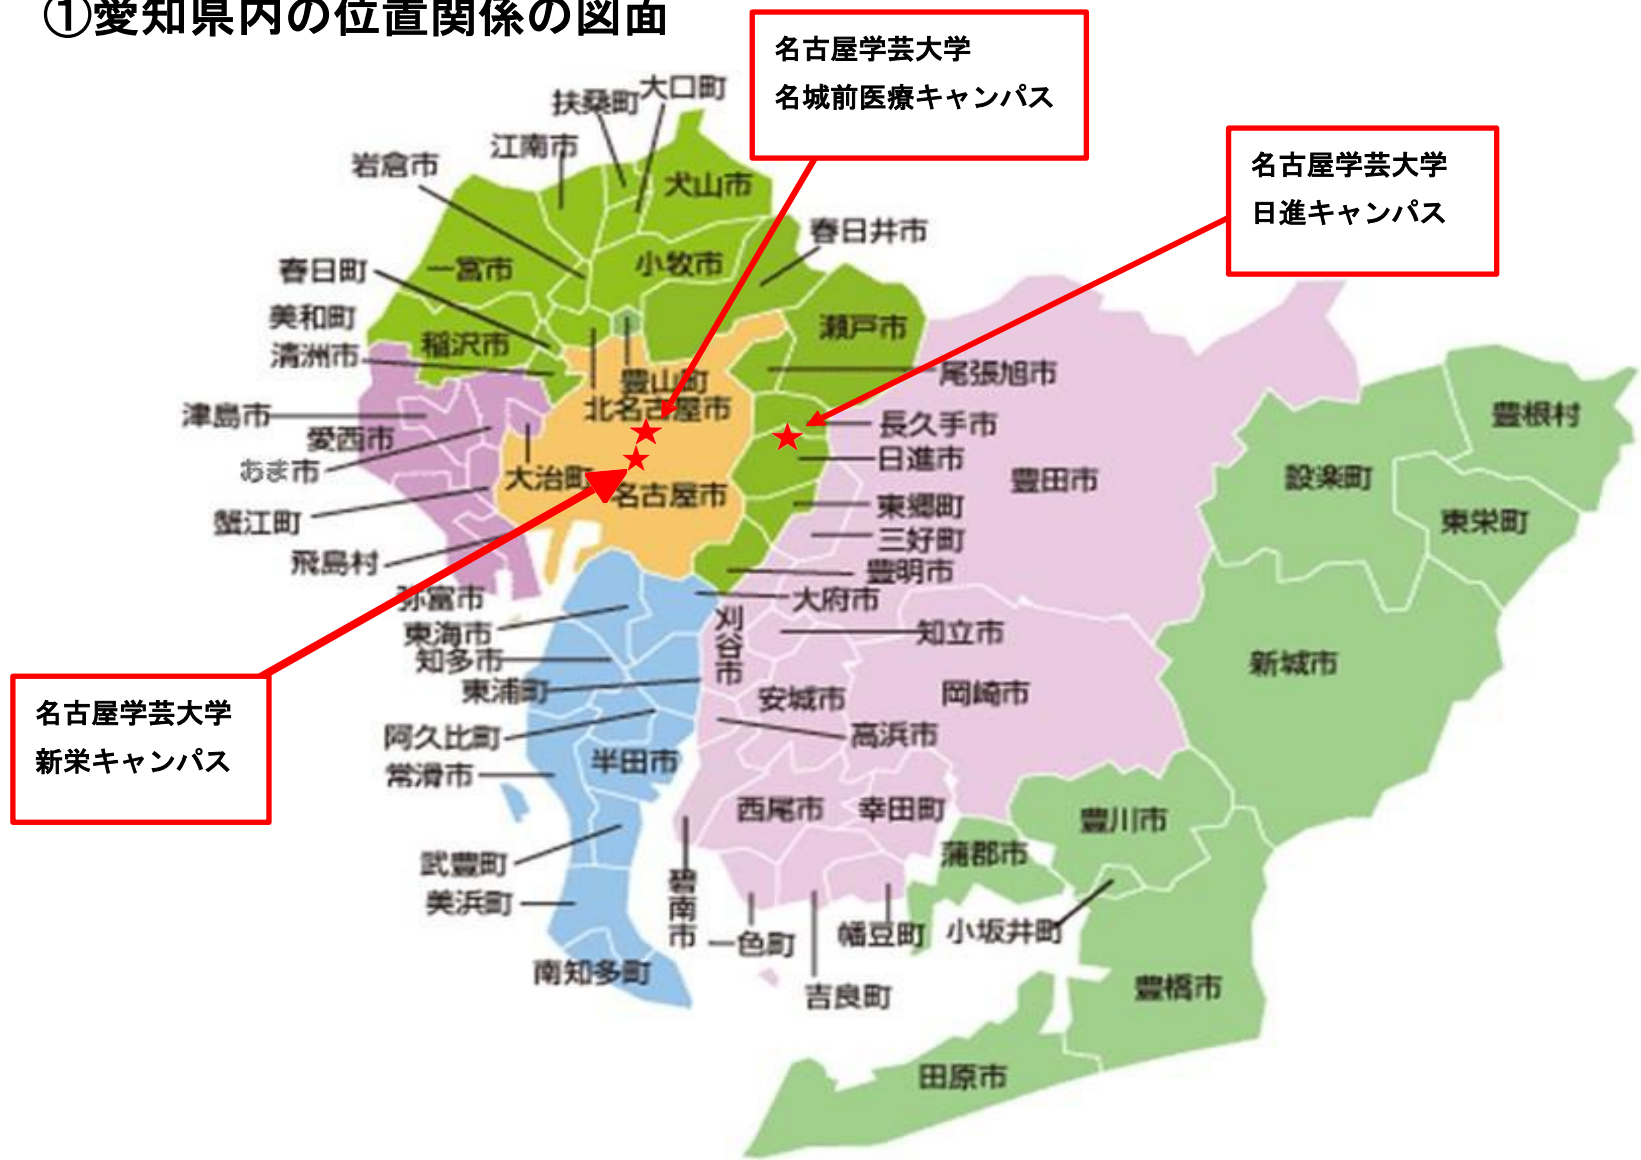 ①愛知県内の位置関係の図面
名古屋学芸大学
名城前医療キャンパス
名古屋学芸大学
日進キャンパス
大口町
扶桑町
江南市
岩倉市
犬山市
春日井市
小牧市
一宮市
春日町
美和町
瀬戸市
稲沢市
清洲市
尾張旭市
豊山町
北名古屋市
津島市
愛西市
長久手市
豊根村
日進市
あま市
大治町
豊田市
設楽町
名古屋市
東郷町
蟹江町
東栄町
三好町
飛島村
豊明市
弥富市
大府市
刈谷市
東海市
知立市
知多市
新城市
東浦町
安城市
岡崎市
名古屋学芸大学
新栄キャンパス
阿久比町
高浜市
半田市
常滑市
西尾市
幸田町
豊川市
武豊町
蒲郡市
美浜町
碧南市
一色町
幡豆町
小坂井町
南知多町
吉良町
豊橋市
田原市